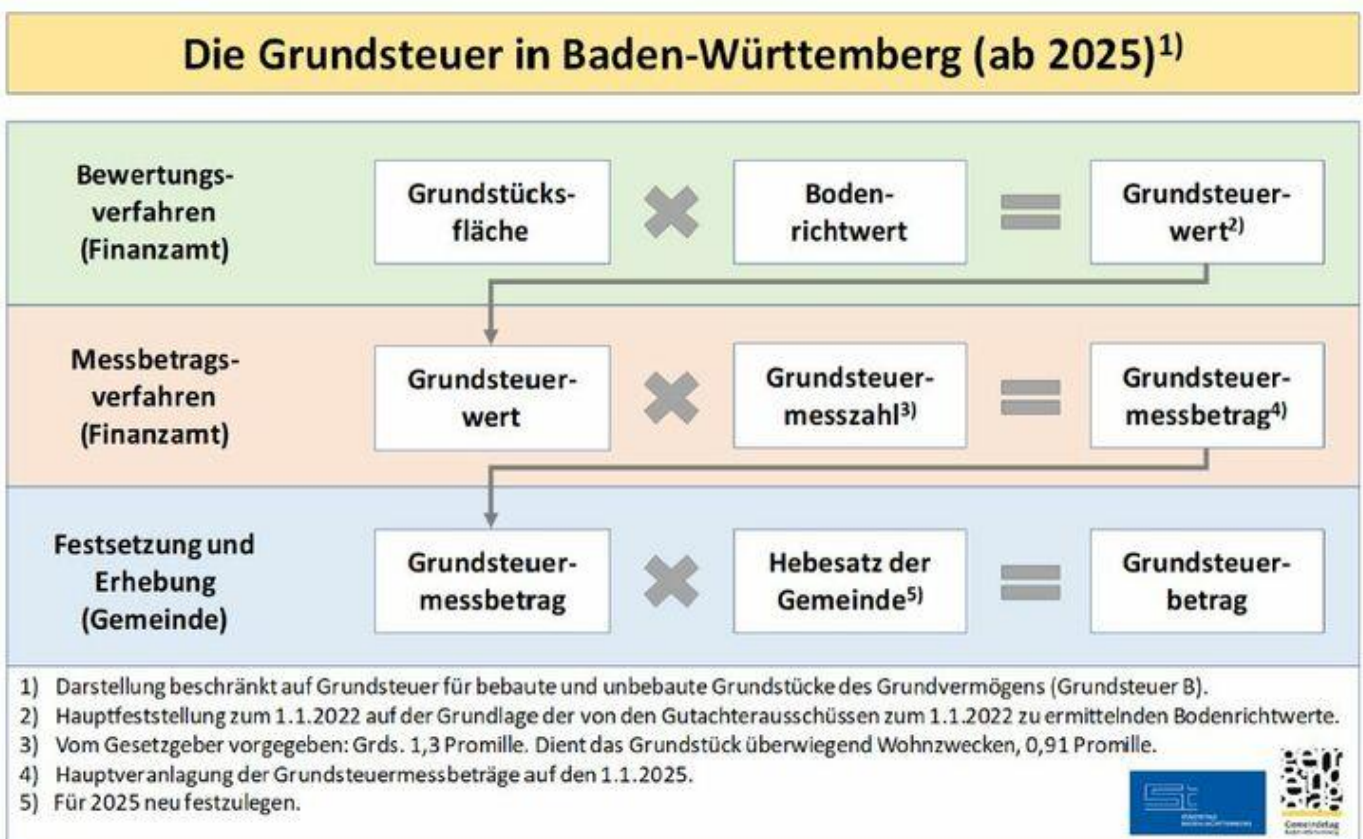 Die Grundsteuer in Baden-Württemberg (ab 2025)1)
Bewertungs-
verfahren
(Finanzamt)
Grundstücks-
fläche
Boden-
richtwert
Grundsteuer-
wert2)
Messbetrags-
verfahren
(Finanzamt)
Grundsteuer-
wert
Grundsteuer-
messzahl3)
Grundsteuer-
messbetrag4)
Festsetzung und
Erhebung
(Gemeinde)
Grundsteuer-
messbetrag
Hebesatz der
Gemeinde5)
Grundsteuer-
betrag
1) Darstellung beschränkt auf Grundsteuer für bebaute und unbebaute Grundstücke des Grundvermögens (Grundsteuer B).
2) Hauptfeststellung zum 1.1.2022 auf der Grundlage der von den Gutachterausschüssen zum 1.1.2022 zu ermittelnden Bodenrichtwerte.
3) Vom Gesetzgeber vorgegeben: Grds. 1,3 Promille. Dient das Grundstück überwiegend Wohnzwecken, 0,91 Promille.
4) Hauptveranlagung der Grundsteuermessbeträge auf den 1.1.2025.
5) Für 2025 neu festzulegen.
STÄDTETAG
BADEN-WÜRTTEMBERG
Gemeindetag
Baden-Württemberg